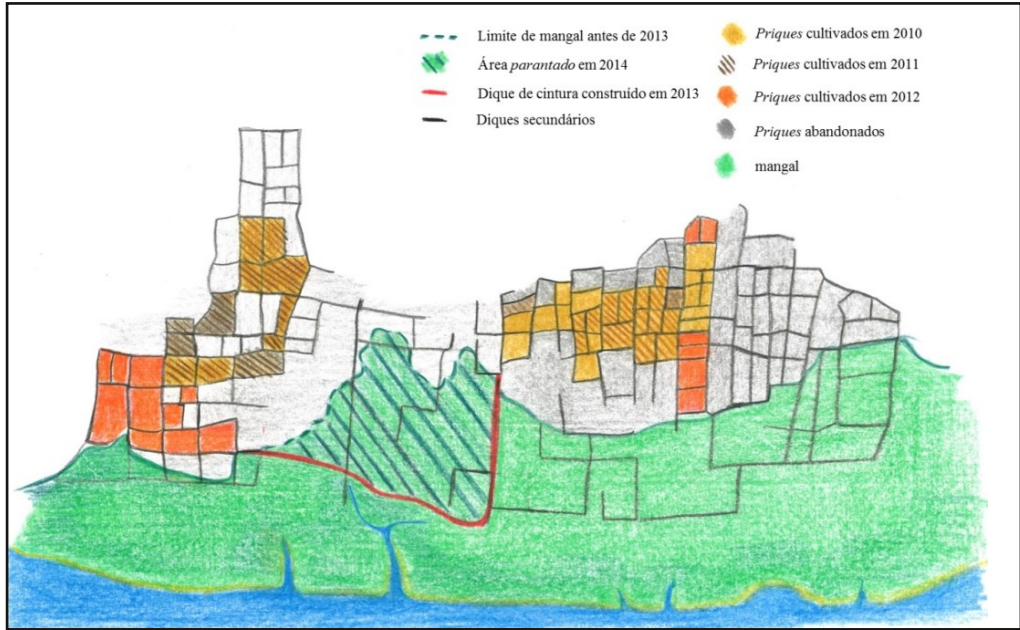 Limite de mangal antes de 2013
Área parantado em 2014
Dique de cintura construído em 2013
Diques secundários
Priques cultivados em 2010
Priques cultivados em 2011
Priques cultivados em 2012
Priques abandonados
mangal